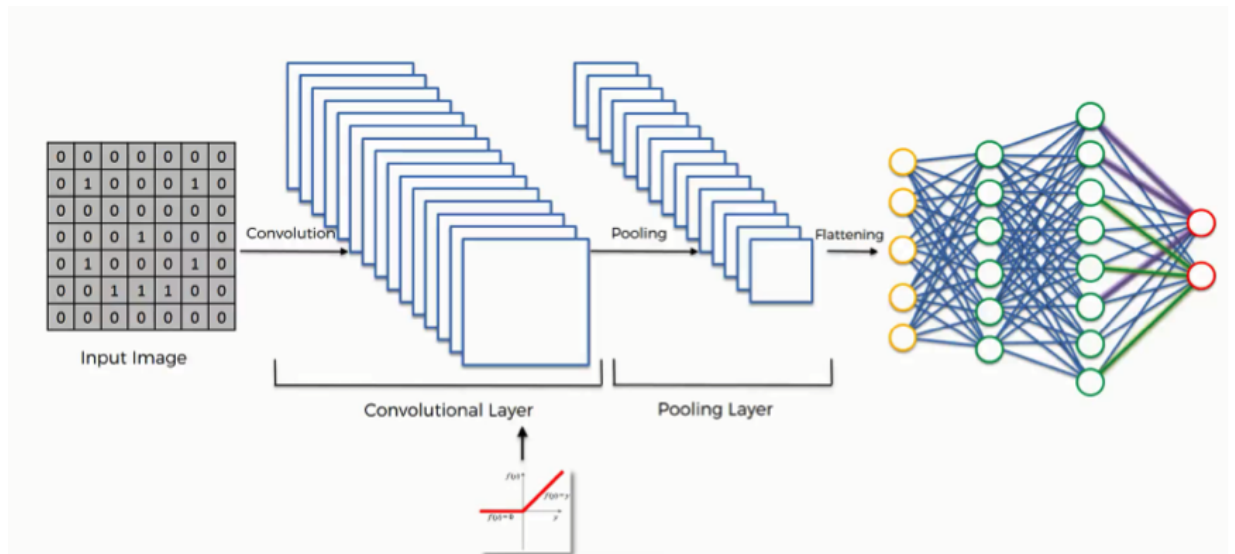 0 0 0 0 0 0 0
0 1 0 0 0 1 0
0 0 0 0 0 0 0
0 0 0 1 0 0 0
0 1 0 0 0 1 0
0 0 1 1 1 0 0
0 0 0 0 0 0 0
Input Image
Convolution
Pooling
Flattening
Convolutional Layer
Pooling Layer
f(y)
f(y)=y
y